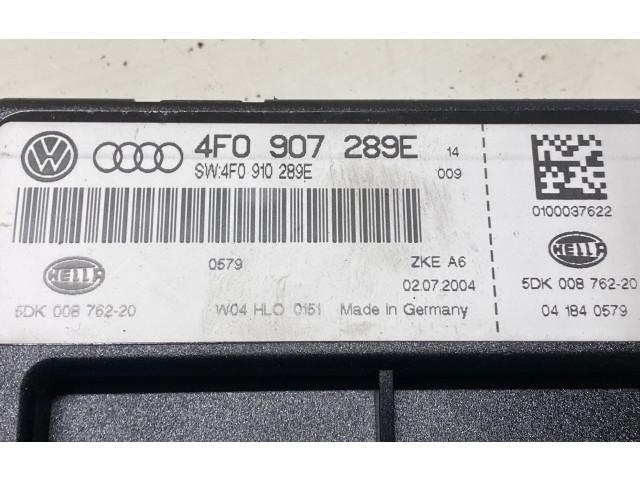 4F0 907 289E 14
SW:4F0 910 289E 009
0100037622
0579 ZKE A6
HELLA 02.07.2004 HELLA
5DK 008 762-20 W04 HLO 0151 Made in Germany 5DK 008 762-20
04 184 0579